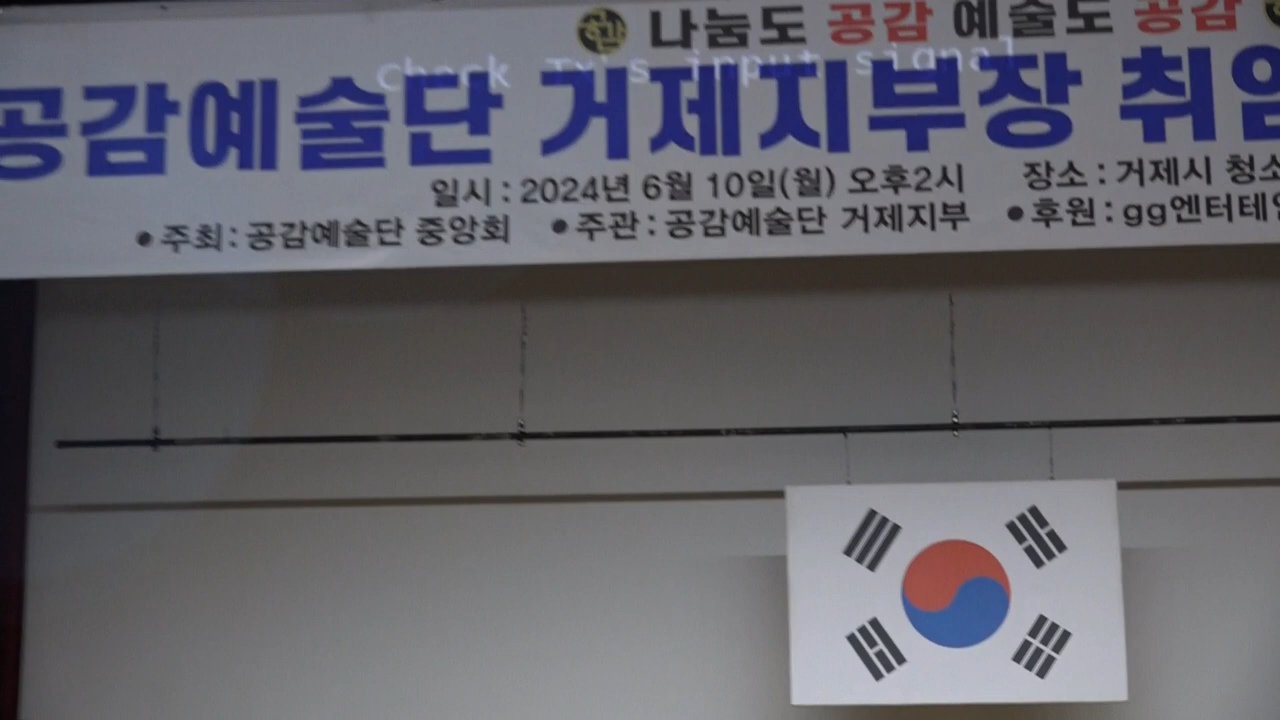 공감 나눔도 공감 예술도 공감
Check Tx's input signal
공감예술단 거제지부장 취임
일시 : 2024년 6월 10일(월) 오후2시 장소 : 거제시 청소
• 주최 : 공감예술단 중앙회 • 주관 : 공감예술단 거제지부 • 후원 : gg엔터테인